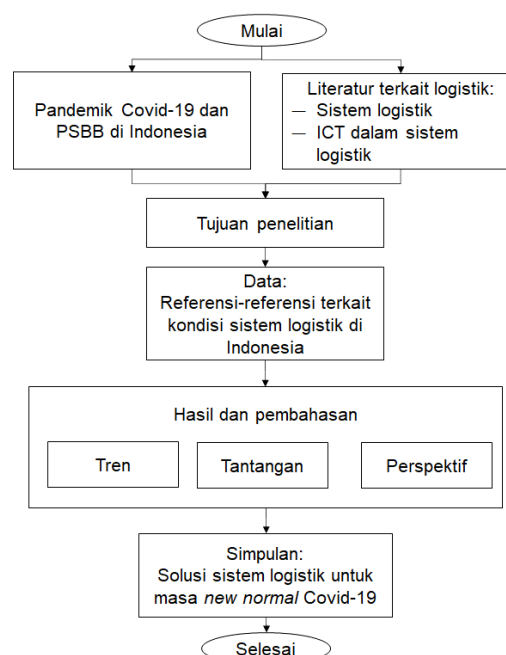 Mulai
Pandemik Covid-19 dan
PSBB di Indonesia
Literatur terkait logistik:
— Sistem logistik
— ICT dalam sistem
logistik
Tujuan penelitian
Data:
Referensi-referensi terkait
kondisi sistem logistik di
Indonesia
Hasil dan pembahasan
Tren
Tantangan
Perspektif
Simpulan:
Solusi sistem logistik untuk
masa new normal Covid-19
Selesai